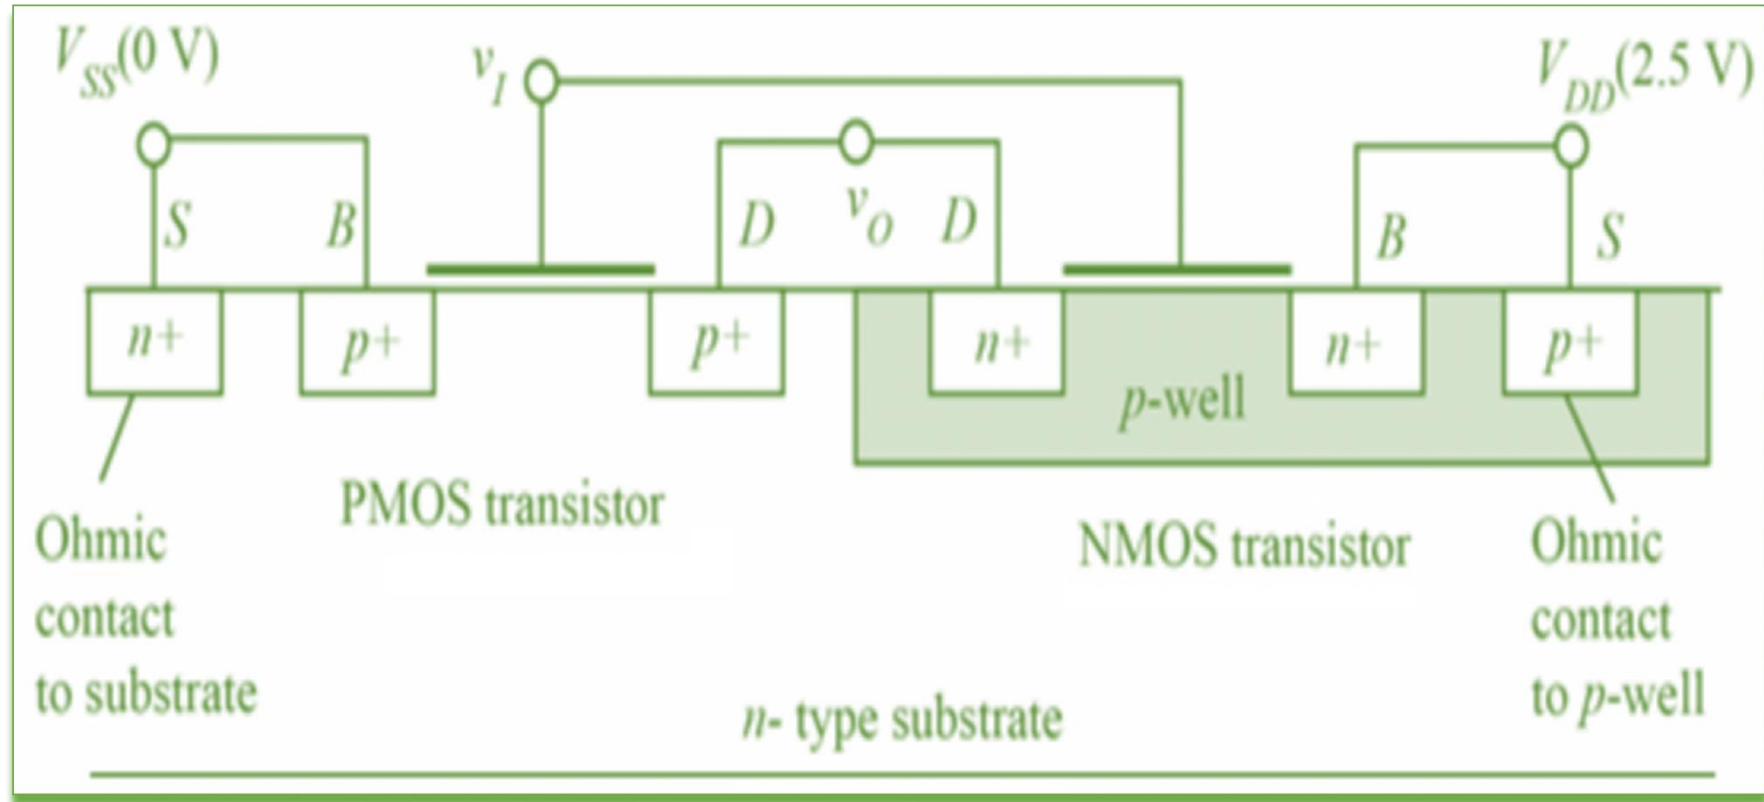 V_SS(0 V)
v_I
V_DD(2.5 V)
S
B
D
v_O
D
B
S
n+
p+
p+
n+
n+
p+
p-well
PMOS transistor
NMOS transistor
Ohmic
contact
to substrate
Ohmic
contact
to p-well
n- type substrate